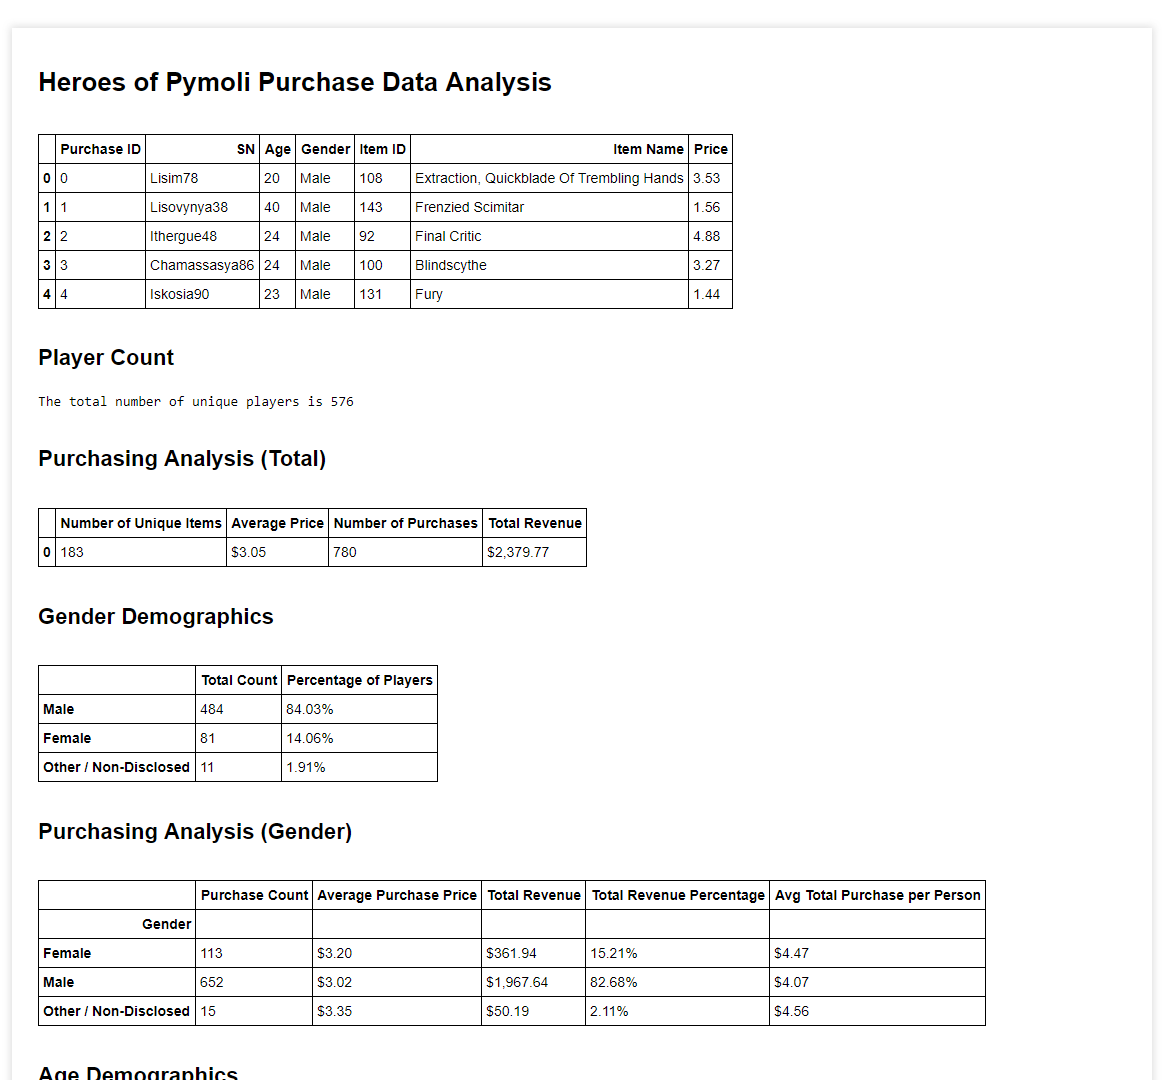 Heroes of Pymoli Purchase Data Analysis
Purchase ID SN Age Gender Item ID Item Name Price
0 0 Lisim78 20 Male 108 Extraction, Quickblade Of Trembling Hands 3.53
1 1 Lisovynya38 40 Male 143 Frenzied Scimitar 1.56
2 2 Ithergue48 24 Male 92 Final Critic 4.88
3 3 Chamassasya86 24 Male 100 Blindscythe 3.27
4 4 Iskosia90 23 Male 131 Fury 1.44
Player Count
The total number of unique players is 576
Purchasing Analysis (Total)
Number of Unique Items Average Price Number of Purchases Total Revenue
0 183 $3.05 780 $2,379.77
Gender Demographics
Total Count Percentage of Players
Male 484 84.03%
Female 81 14.06%
Other / Non-Disclosed 11 1.91%
Purchasing Analysis (Gender)
Purchase Count Average Purchase Price Total Revenue Total Revenue Percentage Avg Total Purchase per Person
Gender
Female 113 $3.20 $361.94 15.21% $4.47
Male 652 $3.02 $1,967.64 82.68% $4.07
Other / Non-Disclosed 15 $3.35 $50.19 2.11% $4.56
Age Demographics